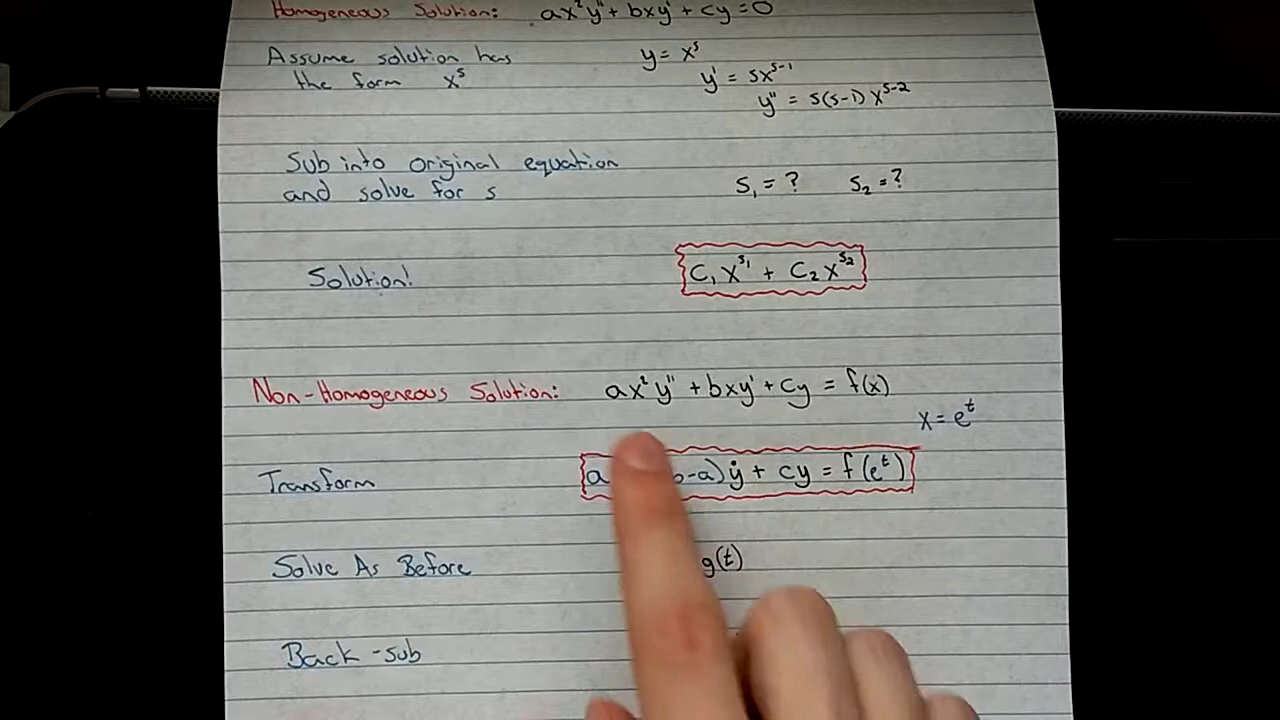 Homogeneous Solution: ax²y'' + bxy' + cy = 0
Assume solution has
the form x^s
y = x^s
y' = sx^(s-1)
y'' = s(s-1)x^(s-2)
Sub into original equation
and solve for s
s₁ = ? s₂ = ?
Solution! C₁x^s₁ + C₂x^s₂
Non-Homogeneous Solution: ax²y'' + bxy' + cy = f(x)
x = e^t
Transform a b-a)ẏ + cy = f(e^t)
Solve As Before g(t)
Back-sub